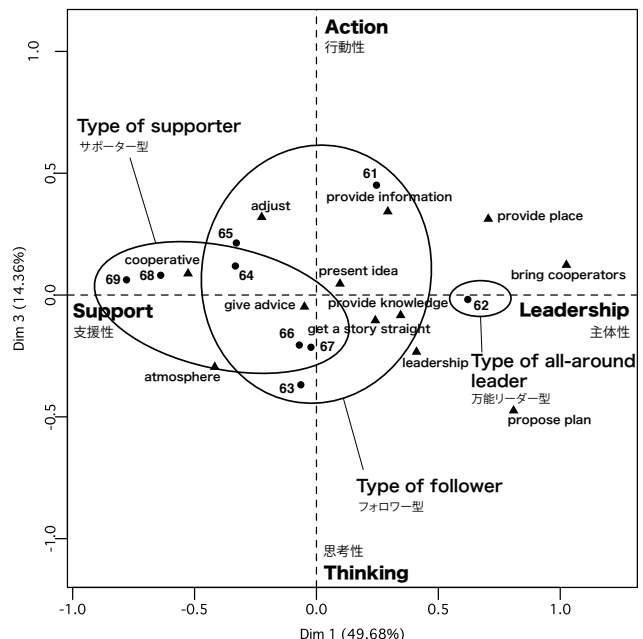 Action
行動性
1.0
Type of supporter
サポーター型
0.5
61
provide information
adjust
provide place
65
cooperative
64
present idea
bring cooperators
69
68
0.0
give advice
provide knowledge
62
Support
支援性
Leadership
主体性
get a story straight
66
67
leadership
Type of all-around
leader
万能リーダー型
atmosphere
63
propose plan
-0.5
Type of follower
フォロワー型
-1.0
思考性
Thinking
Dim 3 (14.36%)
-1.0
-0.5
0.0
0.5
1.0
Dim 1 (49.68%)